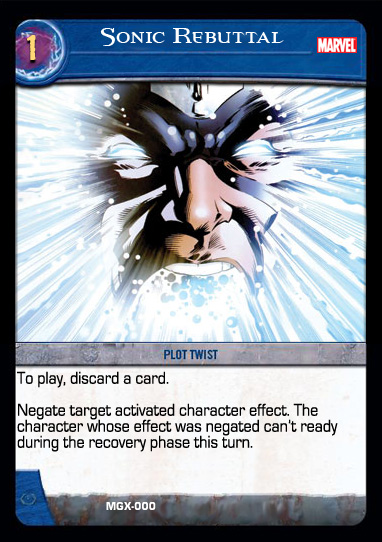 1
Sonic Rebuttal
MARVEL
PLOT TWIST
To play, discard a card.
Negate target activated character effect. The
character whose effect was negated can't ready
during the recovery phase this turn.
MGX-000